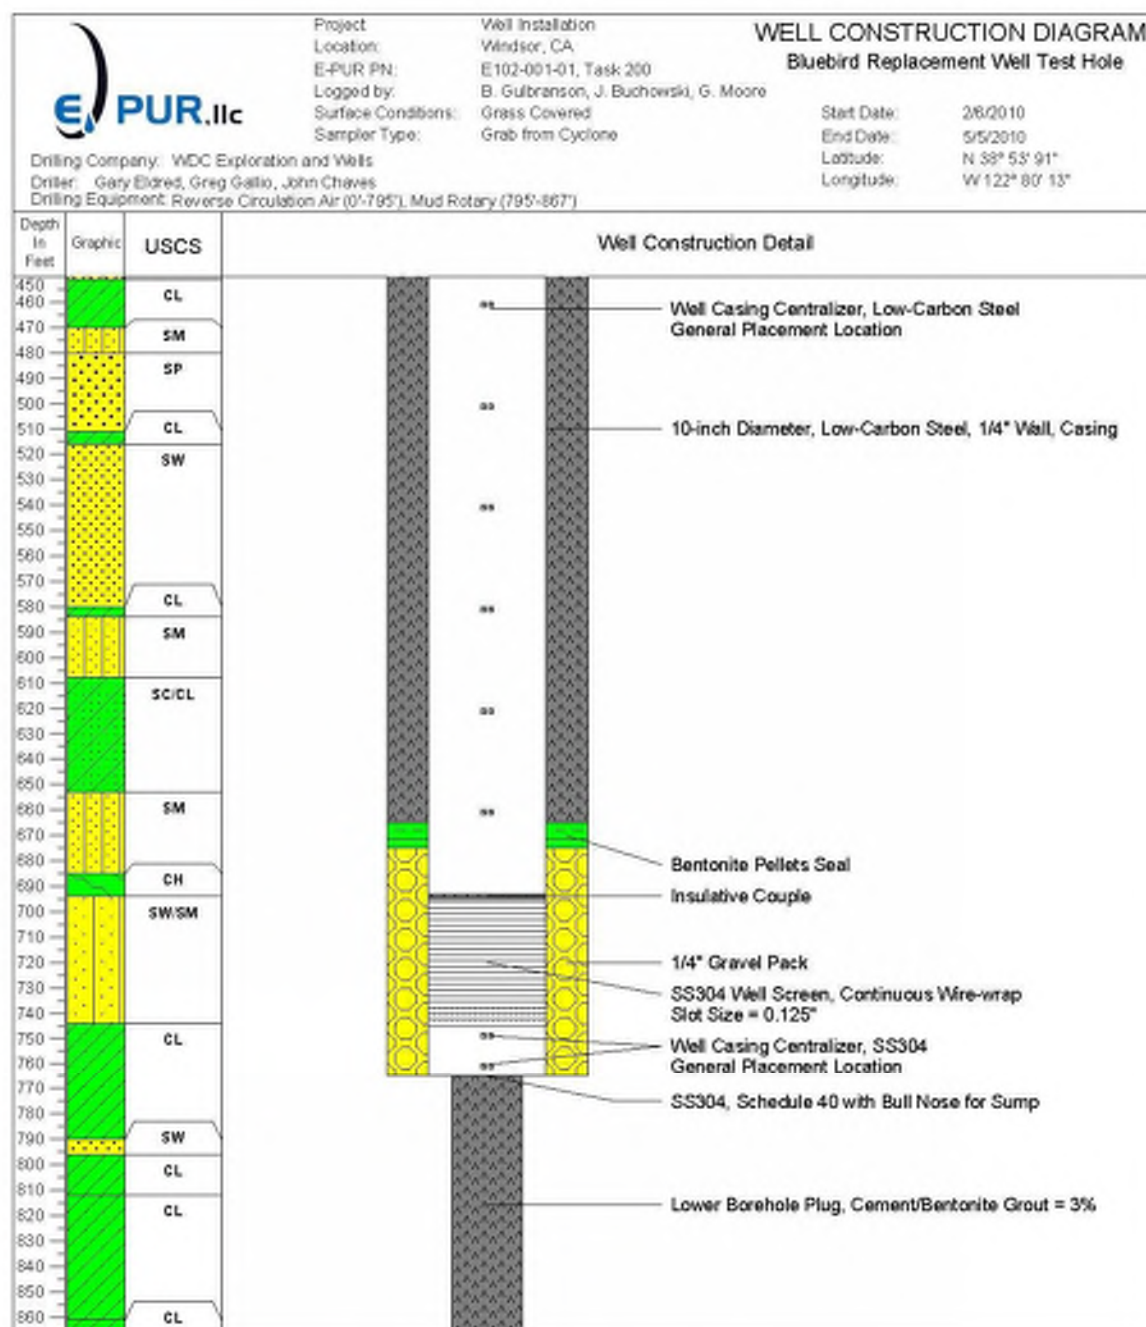 E PUR, llc
Project
Well Installation
Location:
Windsor, CA
E-PUR PN:
E102-001-01, Task 200
Logged by:
B. Gulbranson, J. Buchowski, G. Moore
Surface Conditions:
Grass Covered
Sampler Type:
Grab from Cyclone
WELL CONSTRUCTION DIAGRAM
Bluebird Replacement Well Test Hole
Start Date:
2/6/2010
End Date:
5/5/2010
Latitude:
N 38° 53' 91"
Longitude:
W 122° 80' 13"
Drilling Company: WDC Exploration and Wells
Driller: Gary Eldred, Greg Gallio, John Chaves
Drilling Equipment: Reverse Circulation Air (0'-795'), Mud Rotary (795'-867')
Depth
In
Feet
Graphic
USCS
Well Construction Detail
450
460
470
480
490
500
510
520
530
540
550
560
570
580
590
600
610
620
630
640
650
660
670
680
690
700
710
720
730
740
750
760
770
780
790
800
810
820
830
840
850
860
CL
SM
SP
CL
SW
CL
SM
SC/CL
SM
CH
SW/SM
CL
SW
CL
CL
CL
Well Casing Centralizer, Low-Carbon Steel
General Placement Location
10-inch Diameter, Low-Carbon Steel, 1/4" Wall, Casing
Bentonite Pellets Seal
Insulative Couple
1/4" Gravel Pack
SS304 Well Screen, Continuous Wire-wrap
Slot Size = 0.125"
Well Casing Centralizer, SS304
General Placement Location
SS304, Schedule 40 with Bull Nose for Sump
Lower Borehole Plug, Cement/Bentonite Grout = 3%